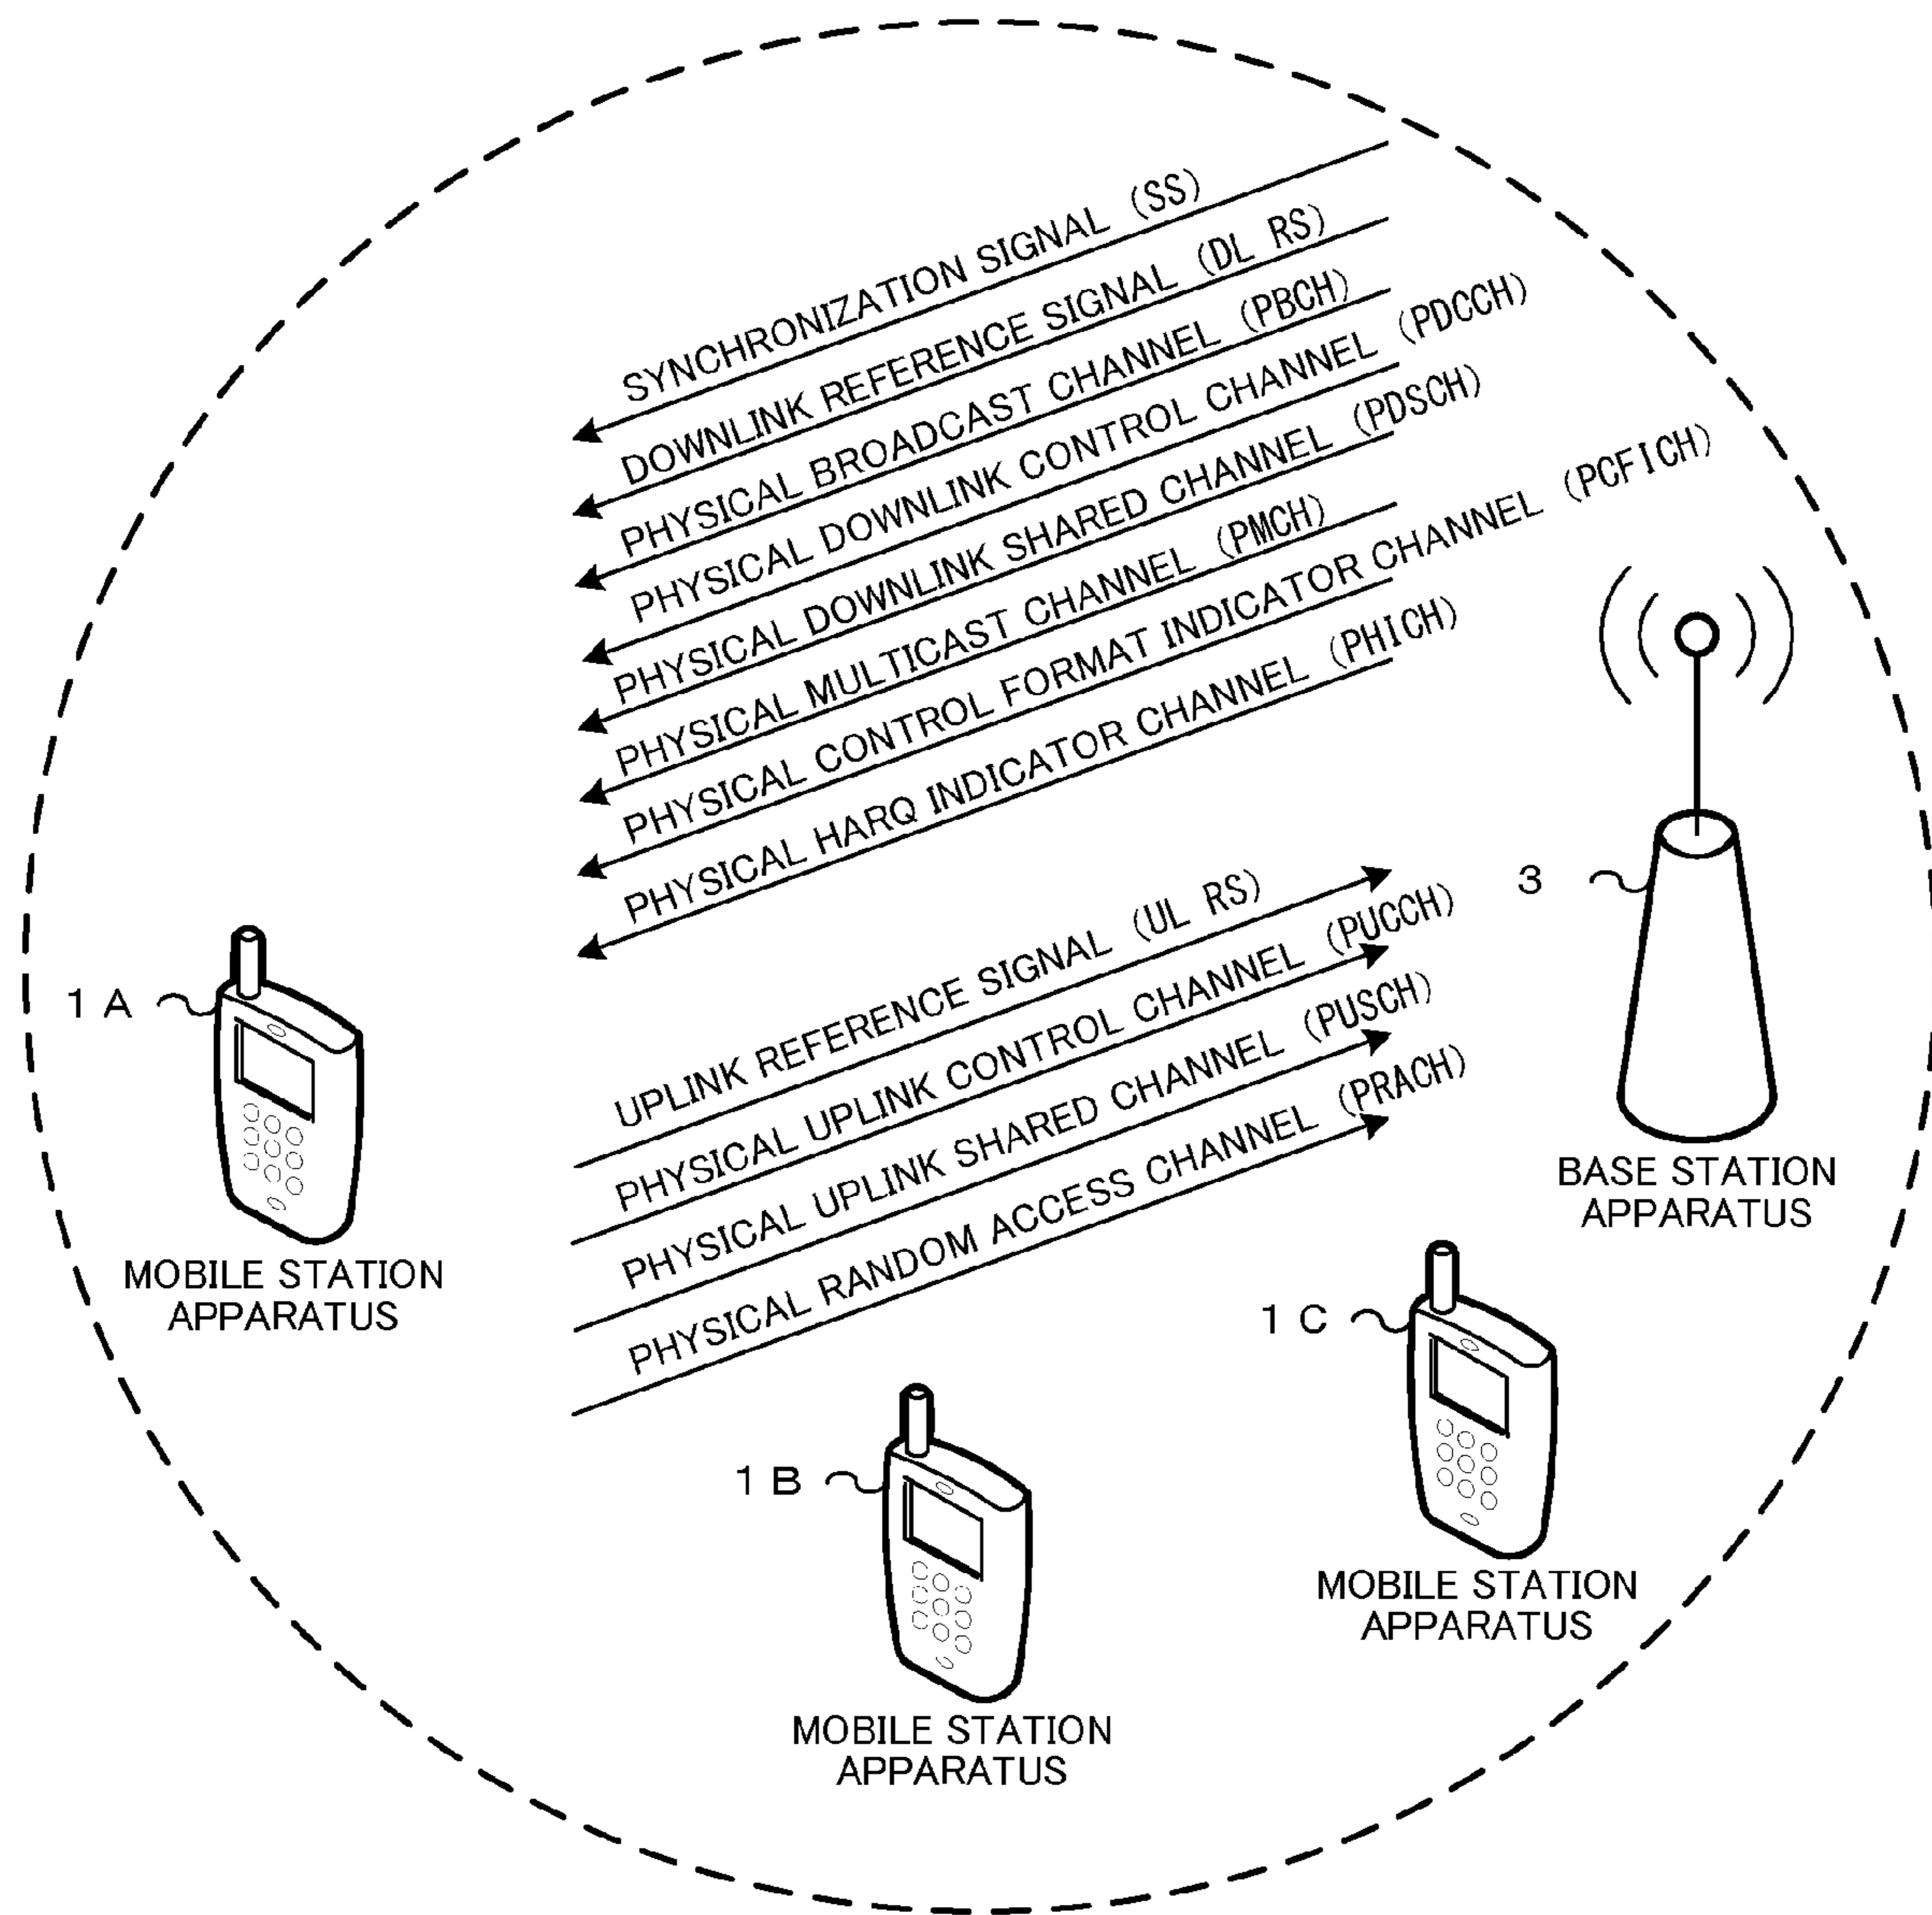 SYNCHRONIZATION SIGNAL (SS)
DOWNLINK REFERENCE SIGNAL (DL RS)
PHYSICAL BROADCAST CHANNEL (PBCH)
PHYSICAL DOWNLINK CONTROL CHANNEL (PDCCH)
PHYSICAL DOWNLINK SHARED CHANNEL (PDSCH)
PHYSICAL MULTICAST CHANNEL (PMCH)
PHYSICAL CONTROL FORMAT INDICATOR CHANNEL (PCFICH)
PHYSICAL HARQ INDICATOR CHANNEL (PHICH)
UPLINK REFERENCE SIGNAL (UL RS)
PHYSICAL UPLINK CONTROL CHANNEL (PUCCH)
PHYSICAL UPLINK SHARED CHANNEL (PUSCH)
PHYSICAL RANDOM ACCESS CHANNEL (PRACH)
3
BASE STATION
APPARATUS
1A
MOBILE STATION
APPARATUS
1B
MOBILE STATION
APPARATUS
1C
MOBILE STATION
APPARATUS